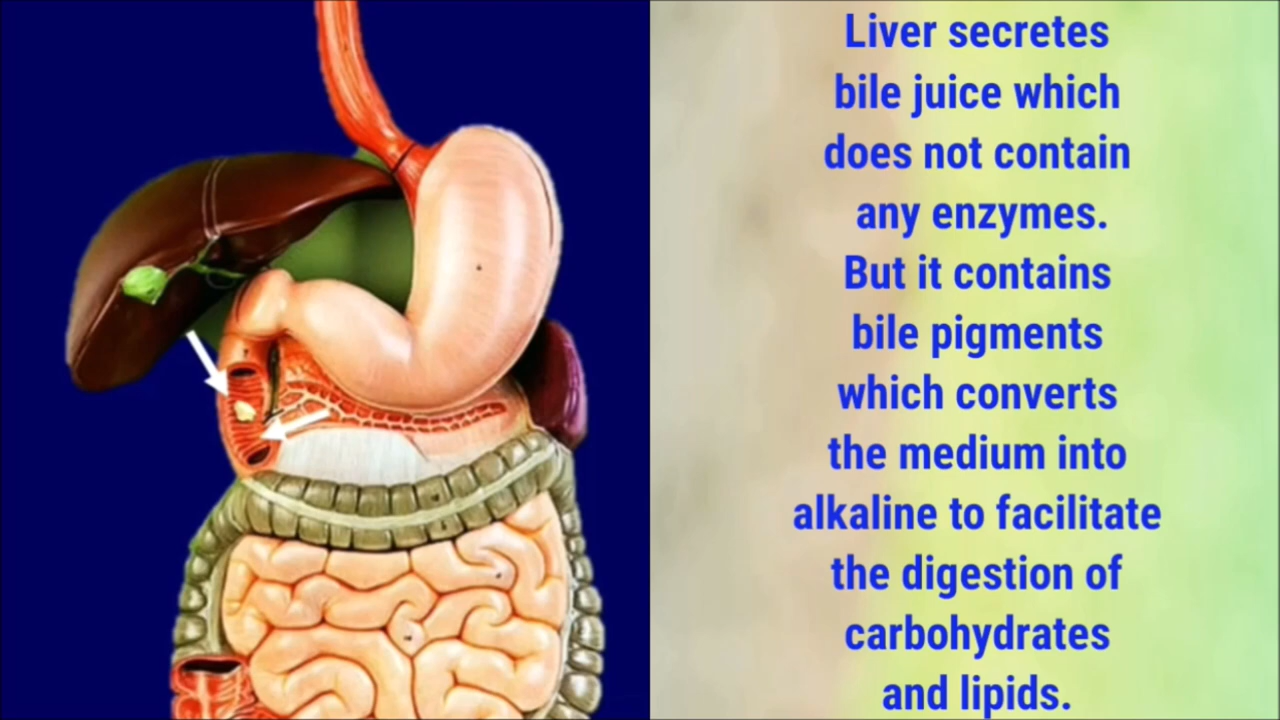 Liver secretes
bile juice which
does not contain
any enzymes.
But it contains
bile pigments
which converts
the medium into
alkaline to facilitate
the digestion of
carbohydrates
and lipids.